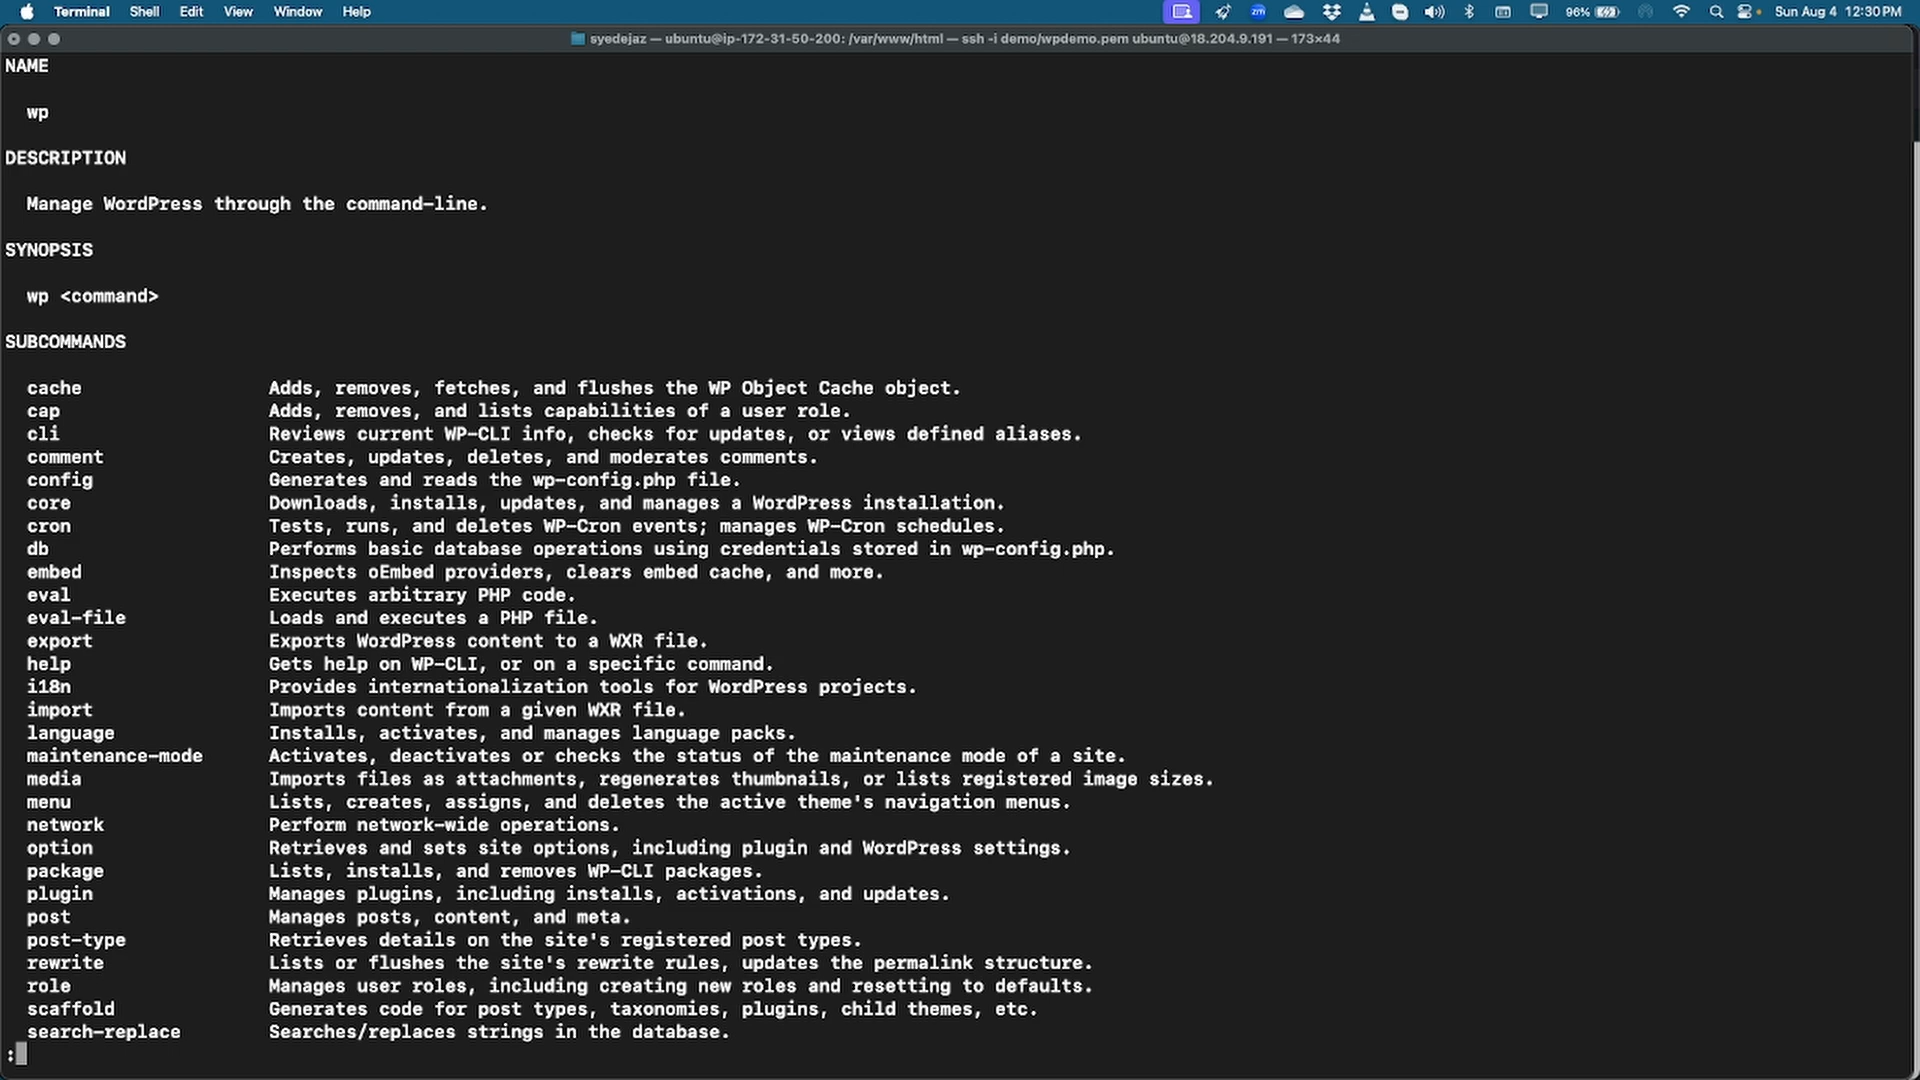 Terminal Shell Edit View Window Help zm 96% Sun Aug 4 12:30 PM
syedejaz — ubuntu@ip-172-31-50-200: /var/www/html — ssh -i demo/wpdemo.pem ubuntu@18.204.9.191 — 173×44
NAME
wp
DESCRIPTION
Manage WordPress through the command-line.
SYNOPSIS
wp <command>
SUBCOMMANDS
cache Adds, removes, fetches, and flushes the WP Object Cache object.
cap Adds, removes, and lists capabilities of a user role.
cli Reviews current WP-CLI info, checks for updates, or views defined aliases.
comment Creates, updates, deletes, and moderates comments.
config Generates and reads the wp-config.php file.
core Downloads, installs, updates, and manages a WordPress installation.
cron Tests, runs, and deletes WP-Cron events; manages WP-Cron schedules.
db Performs basic database operations using credentials stored in wp-config.php.
embed Inspects oEmbed providers, clears embed cache, and more.
eval Executes arbitrary PHP code.
eval-file Loads and executes a PHP file.
export Exports WordPress content to a WXR file.
help Gets help on WP-CLI, or on a specific command.
i18n Provides internationalization tools for WordPress projects.
import Imports content from a given WXR file.
language Installs, activates, and manages language packs.
maintenance-mode Activates, deactivates or checks the status of the maintenance mode of a site.
media Imports files as attachments, regenerates thumbnails, or lists registered image sizes.
menu Lists, creates, assigns, and deletes the active theme's navigation menus.
network Perform network-wide operations.
option Retrieves and sets site options, including plugin and WordPress settings.
package Lists, installs, and removes WP-CLI packages.
plugin Manages plugins, including installs, activations, and updates.
post Manages posts, content, and meta.
post-type Retrieves details on the site's registered post types.
rewrite Lists or flushes the site's rewrite rules, updates the permalink structure.
role Manages user roles, including creating new roles and resetting to defaults.
scaffold Generates code for post types, taxonomies, plugins, child themes, etc.
search-replace Searches/replaces strings in the database.
: